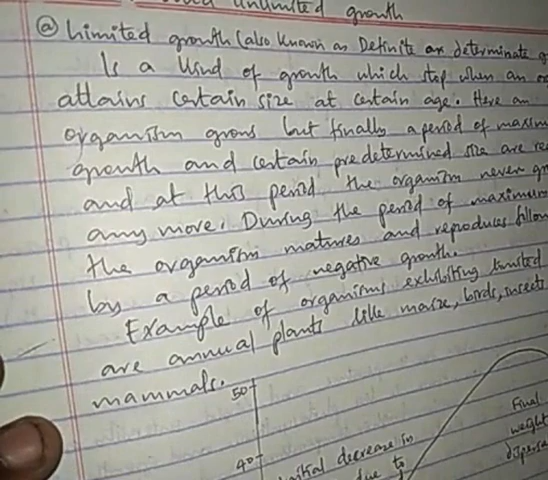 unlimited growth
@ Limited growth (also known as Definite or determinate g
Is a kind of growth which stop when an or
attains certain size at certain age. Here an
organism grows but finally a period of maxim
growth and certain predetermined size are re
and at this period the organism never gr
any more. During the period of maximum
the organism matures and reproduces follow
by a period of negative growth.
Example of organisms exhibiting limited
are annual plants like maize, birds, insects
mammals.
50
40
initial decrease in
due to
Final
weight
dispersa